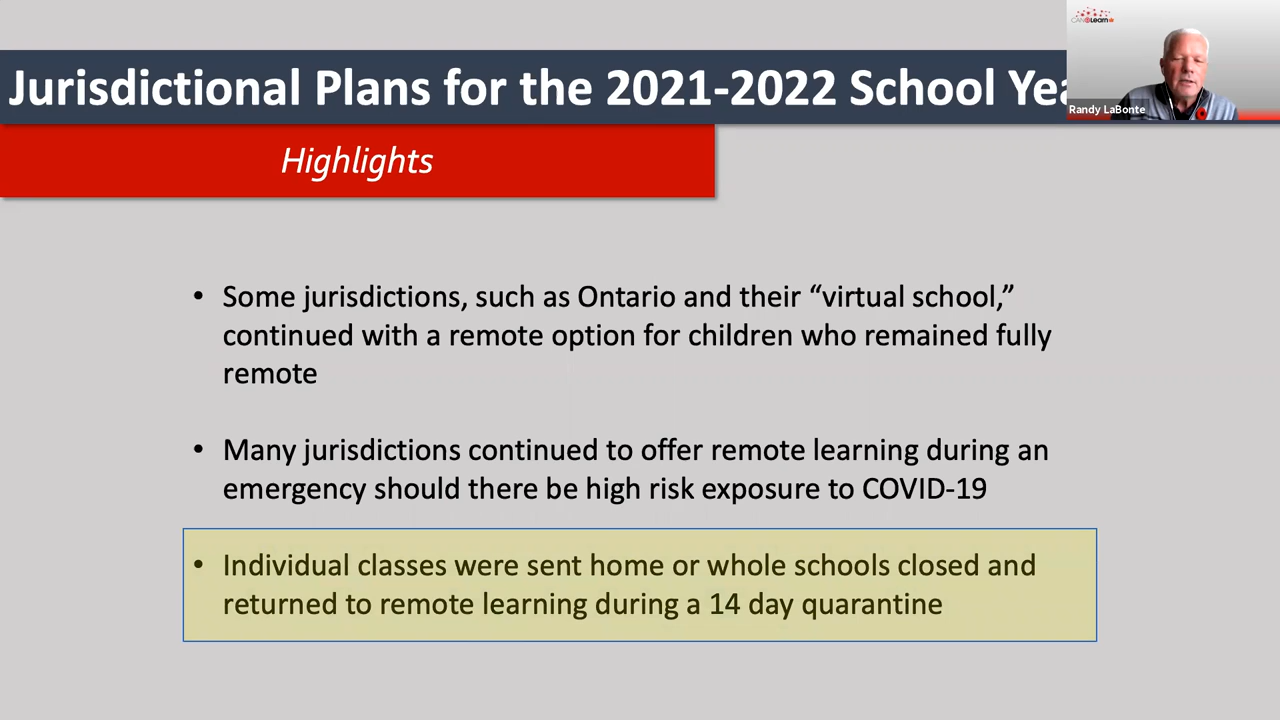 CAN eLearn
Jurisdictional Plans for the 2021-2022 School Yea
Randy LaBonte
Highlights
• Some jurisdictions, such as Ontario and their “virtual school,”
continued with a remote option for children who remained fully
remote
• Many jurisdictions continued to offer remote learning during an
emergency should there be high risk exposure to COVID-19
• Individual classes were sent home or whole schools closed and
returned to remote learning during a 14 day quarantine